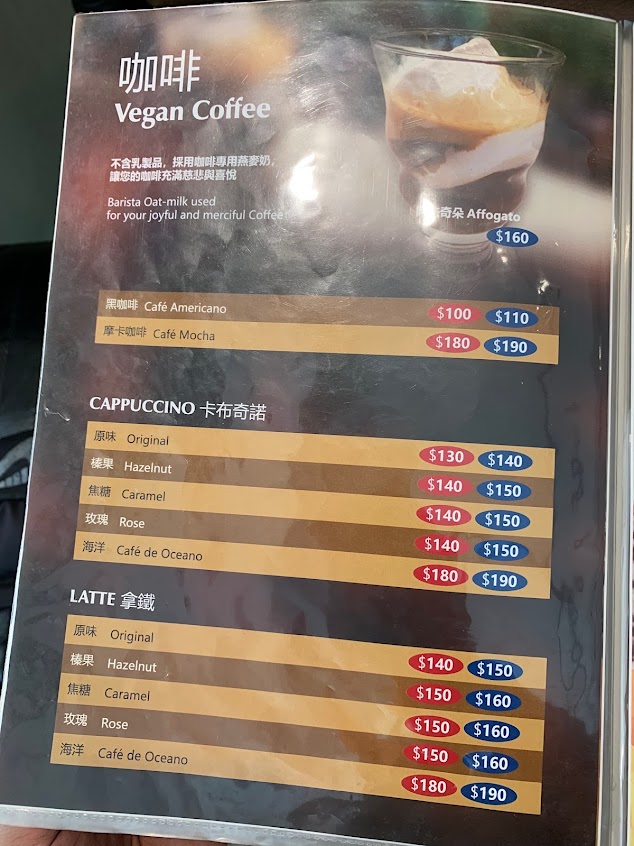 咖啡
Vegan Coffee
不含乳製品，採用咖啡專用燕麥奶，
讓您的咖啡充滿慈悲與喜悅
Barista Oat-milk used
for your joyful and merciful Coffee
奇朵 Affogato
$160
黑咖啡 Café Americano $100 $110
摩卡咖啡 Café Mocha $180 $190
CAPPUCCINO 卡布奇諾
原味 Original $130 $140
榛果 Hazelnut $140 $150
焦糖 Caramel $140 $150
玫瑰 Rose $140 $150
海洋 Café de Oceano $180 $190
LATTE 拿鐵
原味 Original $140 $150
榛果 Hazelnut $150 $160
焦糖 Caramel $150 $160
玫瑰 Rose $150 $160
海洋 Café de Oceano $180 $190